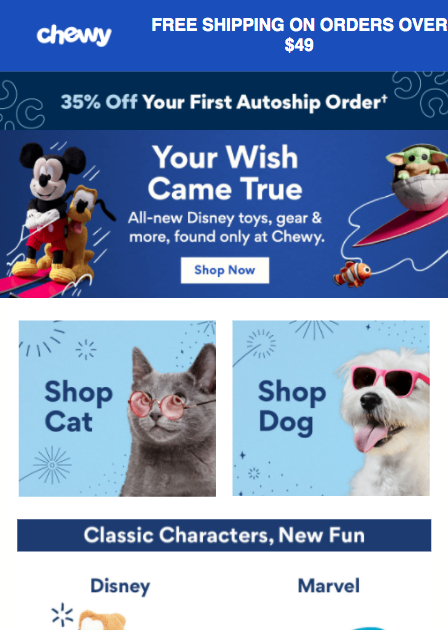 chewy
FREE SHIPPING ON ORDERS OVER
$49
35% Off Your First Autoship Order†
Your Wish
Came True
All-new Disney toys, gear &
more, found only at Chewy.
Shop Now
Shop
Cat
Shop
Dog
Classic Characters, New Fun
Disney
Marvel